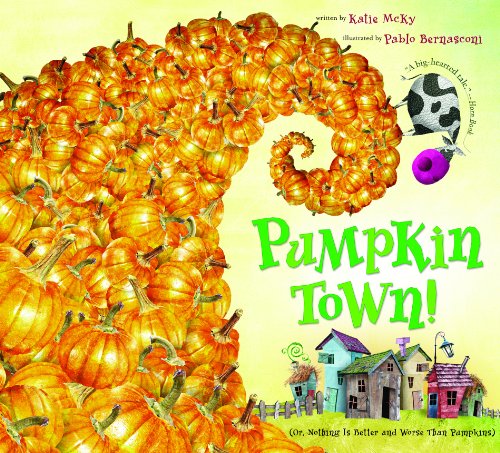 written by Katie McKy
illustrated by Pablo Bernasconi
"A big-hearted tale." —Horn Book
Pumpkin
Town!
(Or, Nothing Is Better and Worse Than Pumpkins)